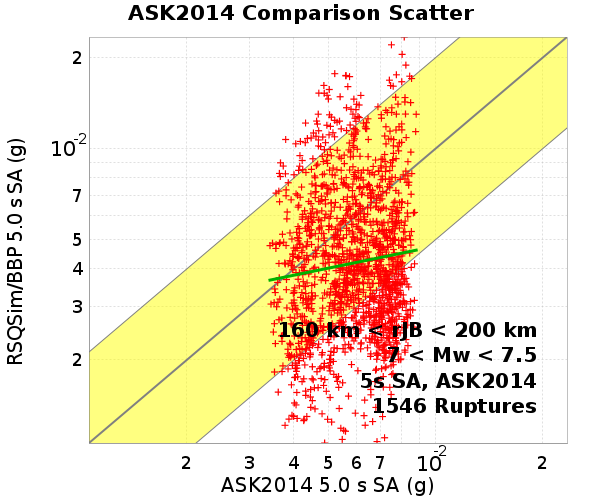 ASK2014 Comparison Scatter
RSQSim/BBP 5.0 s SA (g)
2
10-2
7
5
4
3
2
160 km < rJB < 200 km
7 < Mw < 7.5
5s SA, ASK2014
1546 Ruptures
2 3 4 5 6 7 10-2 2
ASK2014 5.0 s SA (g)